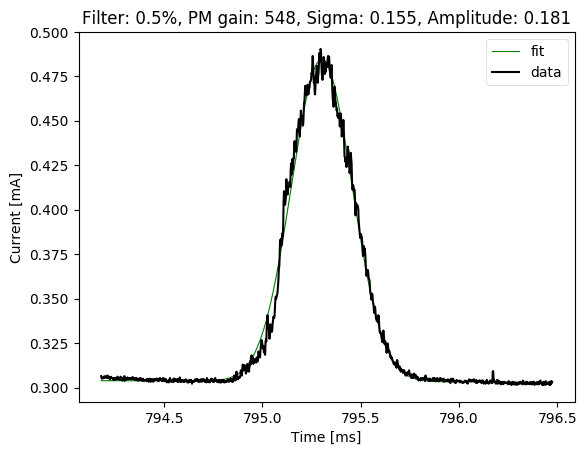 Filter: 0.5%, PM gain: 548, Sigma: 0.155, Amplitude: 0.181
fit
data
0.500
0.475
0.450
0.425
0.400
0.375
0.350
0.325
0.300
Current [mA]
794.5 795.0 795.5 796.0 796.5
Time [ms]